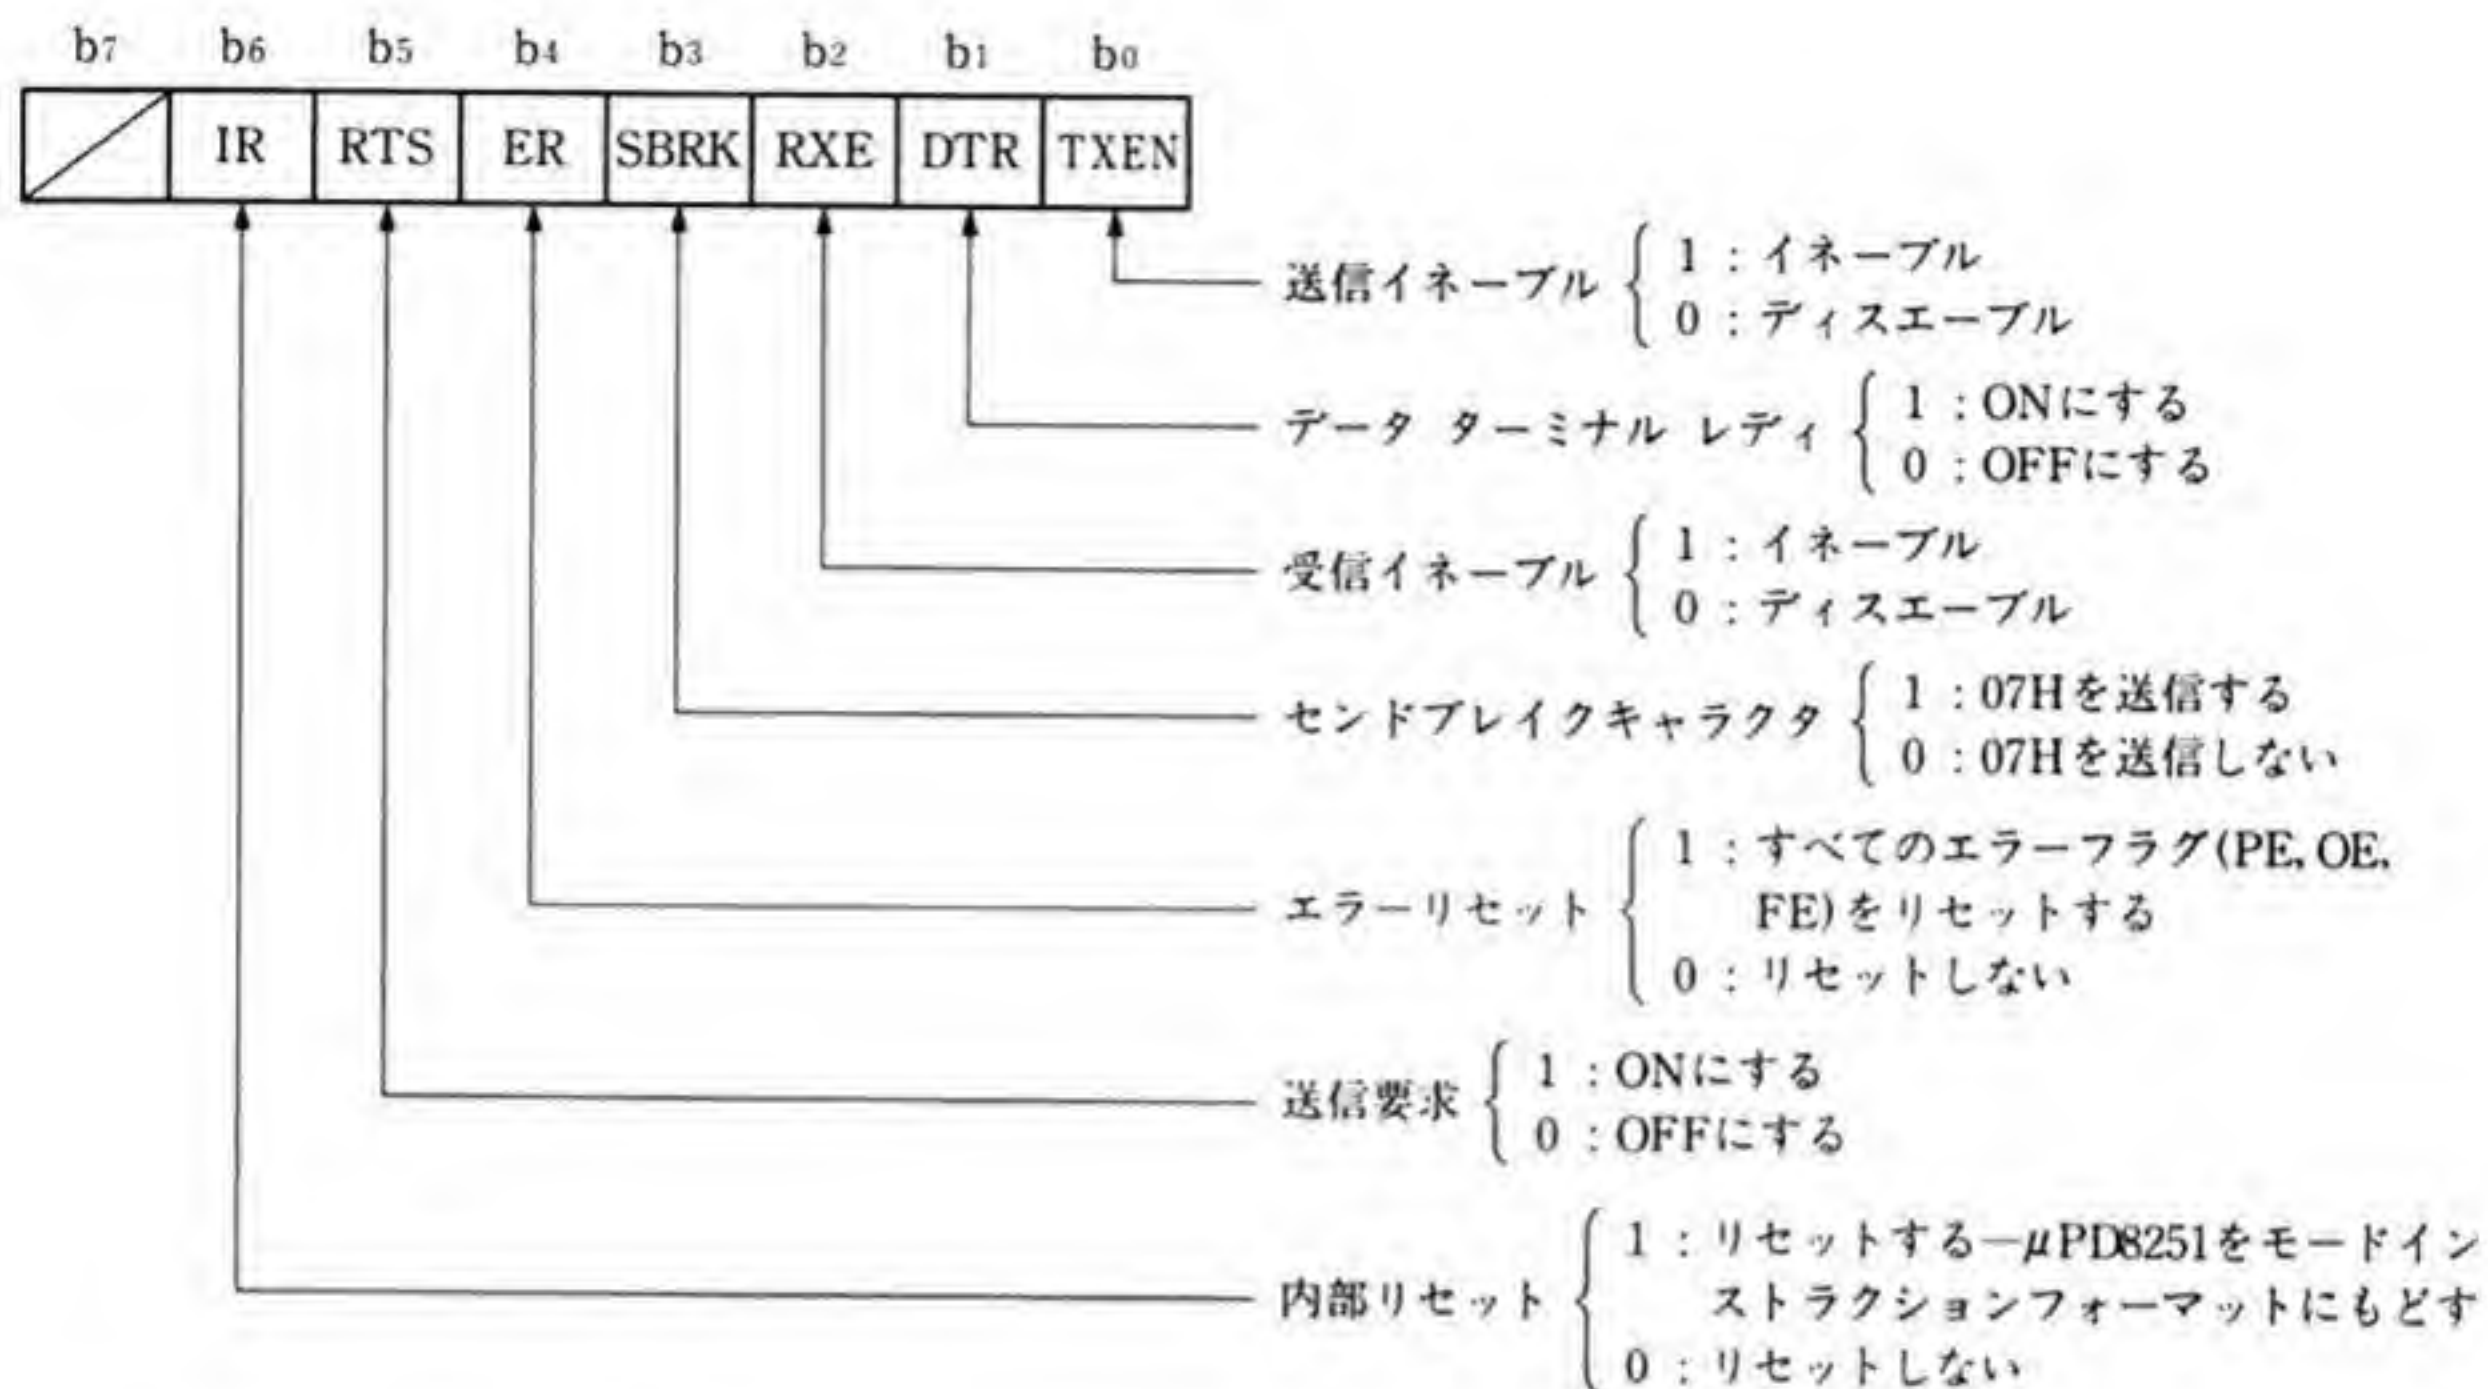 b7 b6 b5 b4 b3 b2 b1 b0
IR RTS ER SBRK RXE DTR TXEN
送信イネーブル 1 : イネーブル
0 : ディスエーブル
データ ターミナル レディ 1 : ONにする
0 : OFFにする
受信イネーブル 1 : イネーブル
0 : ディスエーブル
センドブレイクキャラクタ 1 : 07Hを送信する
0 : 07Hを送信しない
エラーリセット 1 : すべてのエラーフラグ(PE, OE,
FE)をリセットする
0 : リセットしない
送信要求 1 : ONにする
0 : OFFにする
内部リセット 1 : リセットする—μPD8251をモードイン
ストラクションフォーマットにもどす
0 : リセットしない